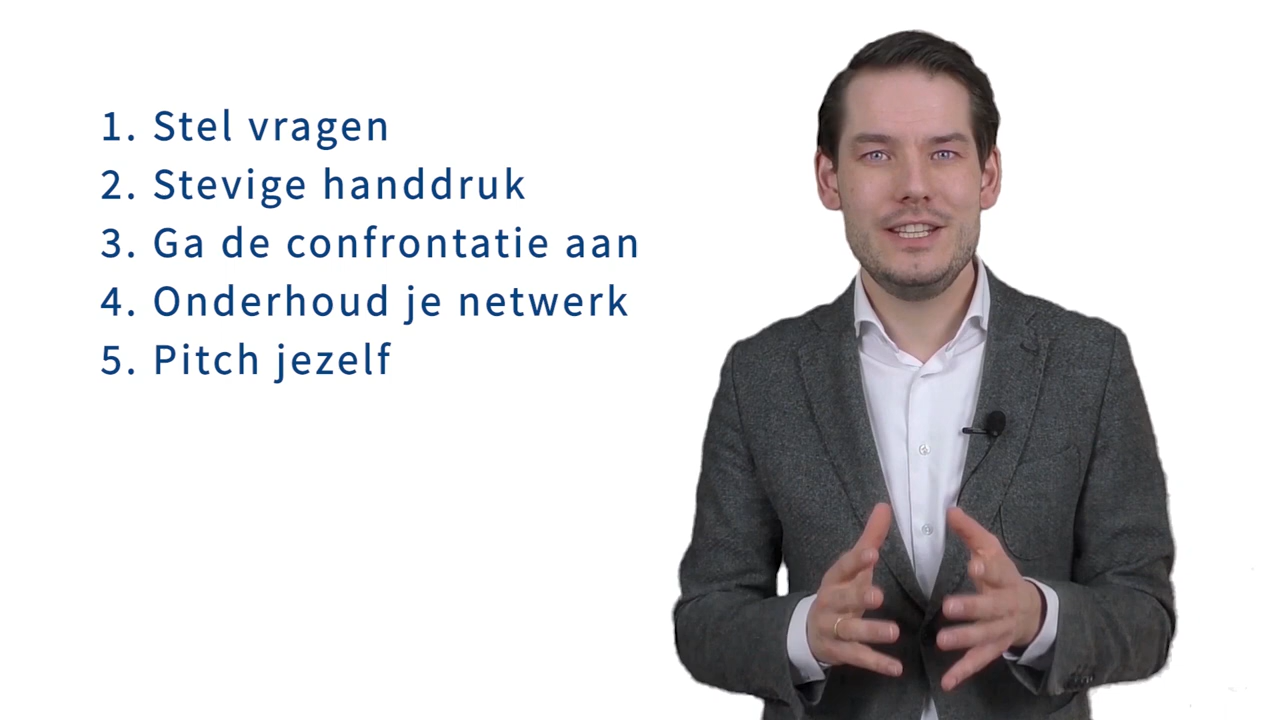 1. Stel vragen
2. Stevige handdruk
3. Ga de confrontatie aan
4. Onderhoud je netwerk
5. Pitch jezelf